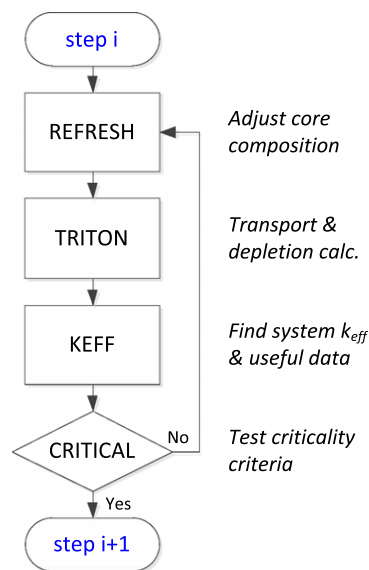 step i
REFRESH
Adjust core
composition
TRITON
Transport &
depletion calc.
KEFF
Find system keff
& useful data
CRITICAL
No
Test criticality
criteria
Yes
step i+1